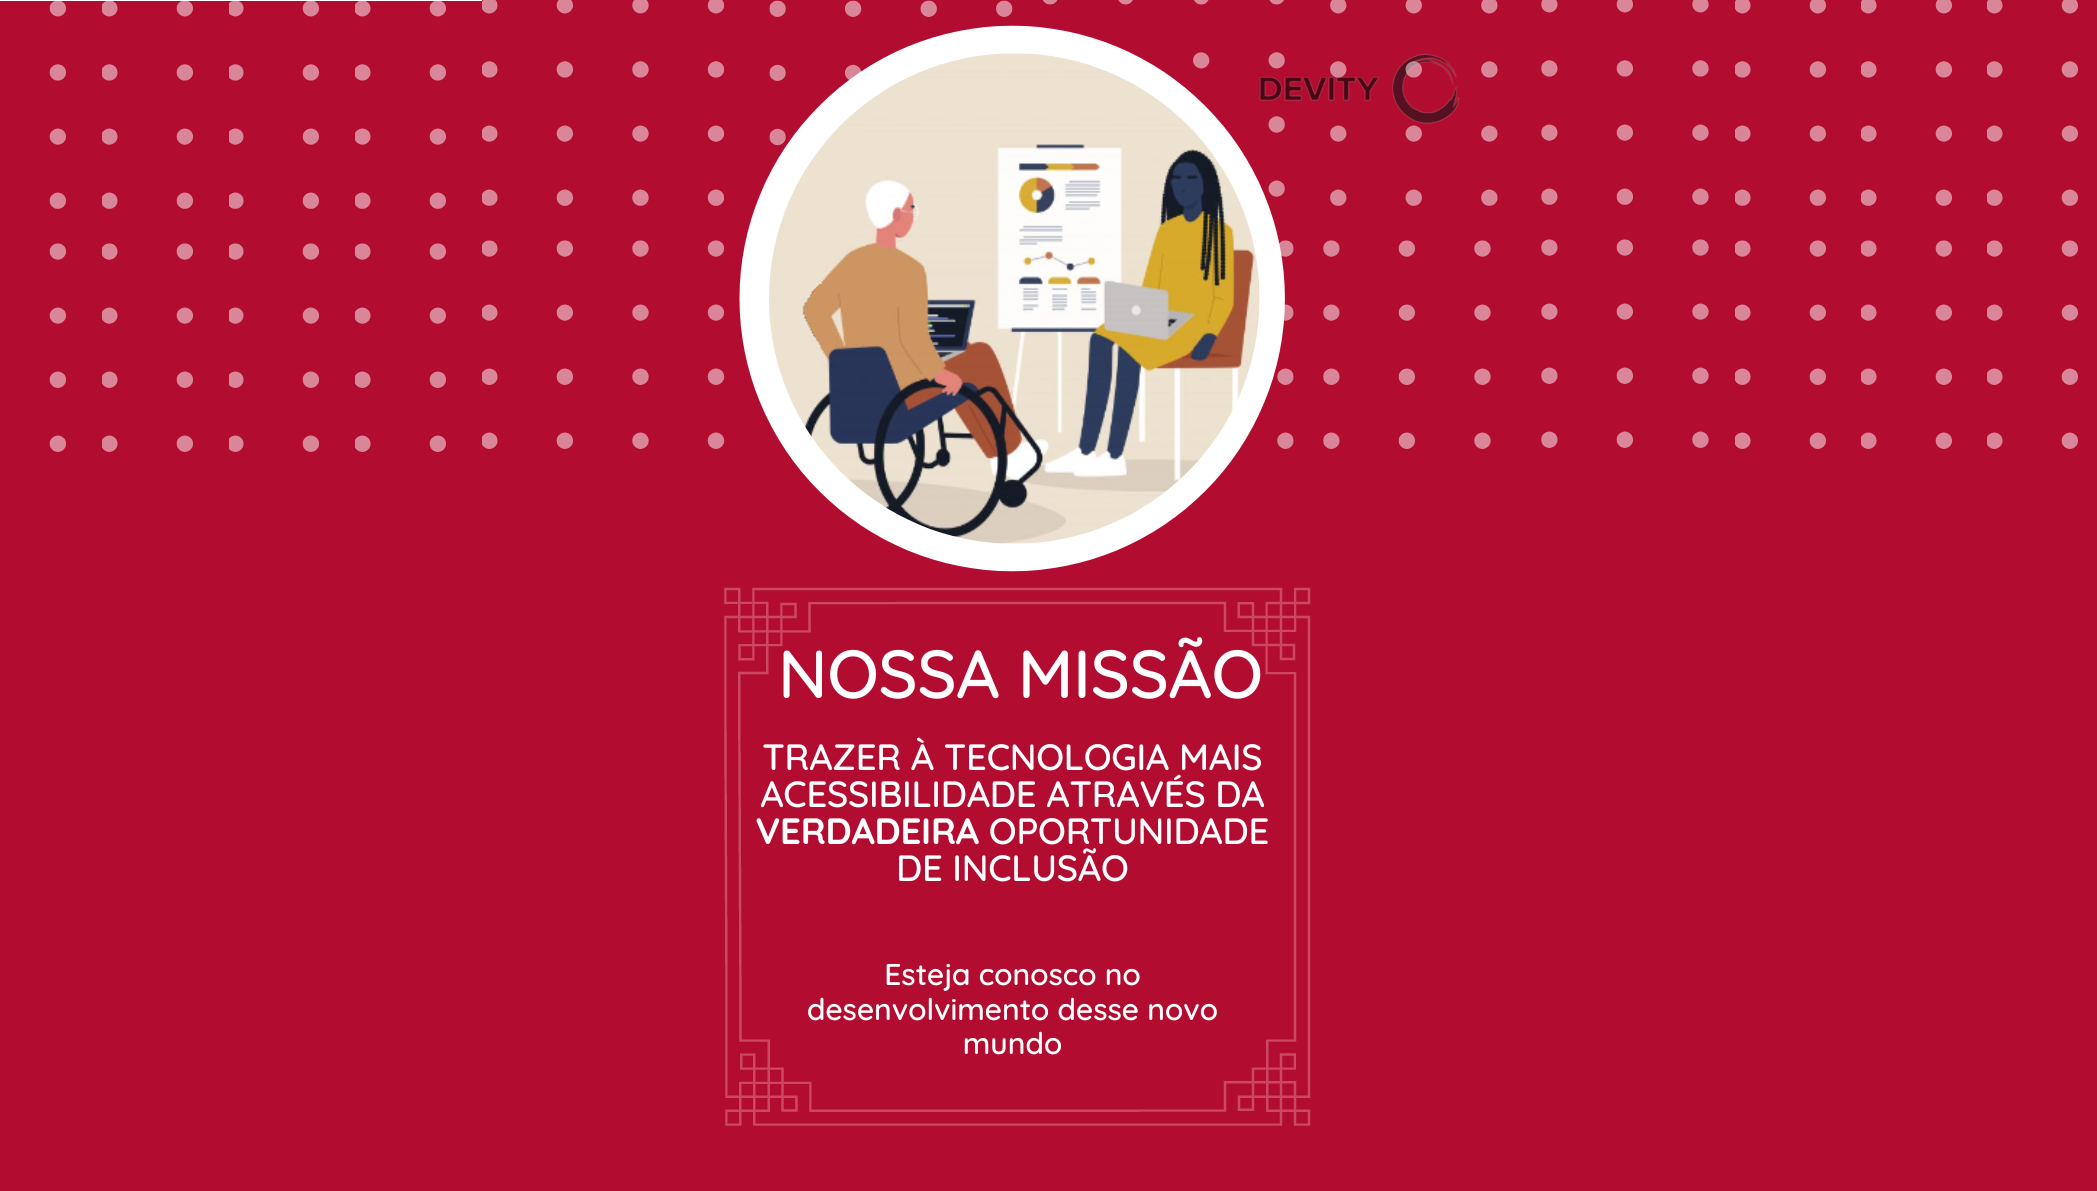 DEVITY
NOSSA MISSÃO
TRAZER À TECNOLOGIA MAIS
ACESSIBILIDADE ATRAVÉS DA
VERDADEIRA OPORTUNIDADE
DE INCLUSÃO
Esteja conosco no
desenvolvimento desse novo
mundo